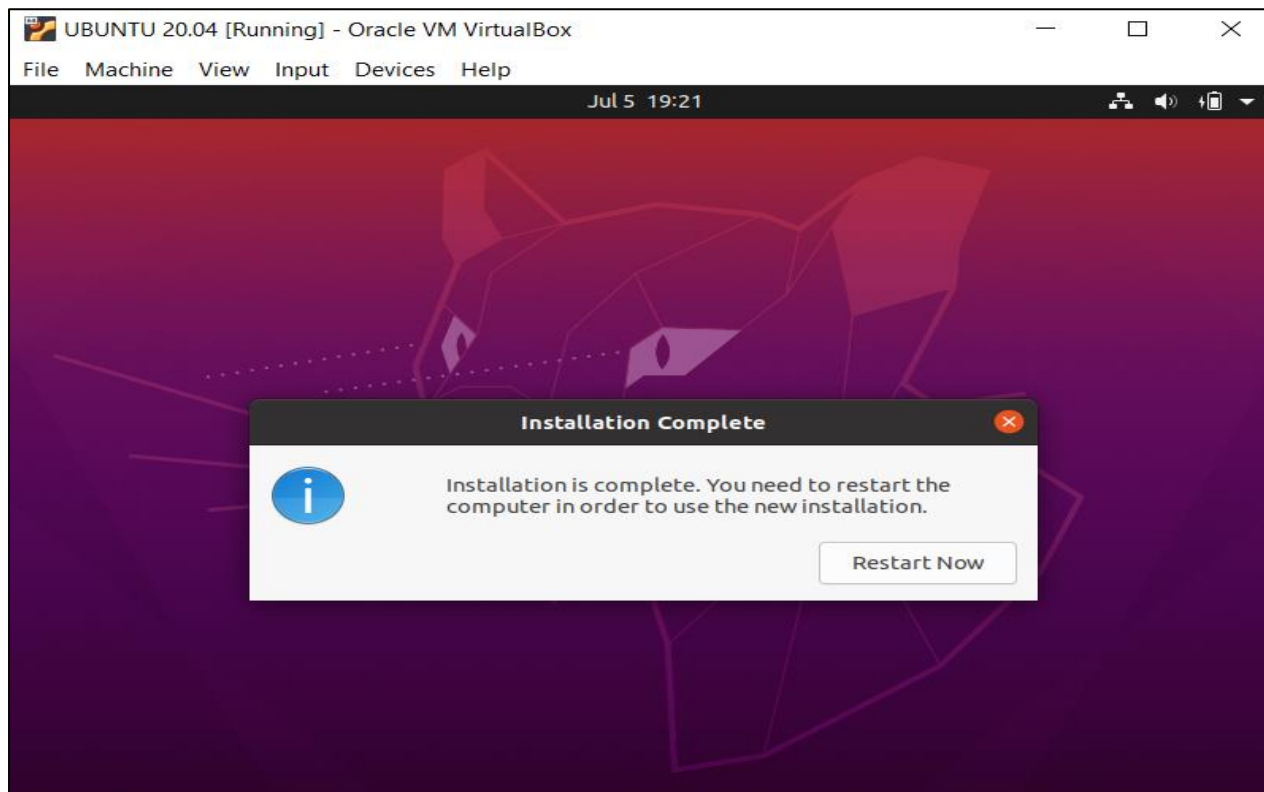 UBUNTU 20.04 [Running] - Oracle VM VirtualBox
File Machine View Input Devices Help
Jul 5 19:21
Installation Complete
Installation is complete. You need to restart the
computer in order to use the new installation.
Restart Now